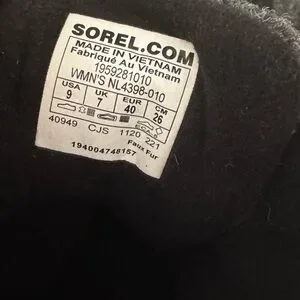 SOREL.COM
MADE IN VIETNAM
Fabriqué Au Vietnam
1959281010
WMN'S NL4398-010
USA UK EUR CM
9 7 40 26
40949 CJS 1120 221
Faux Fur
194004748157